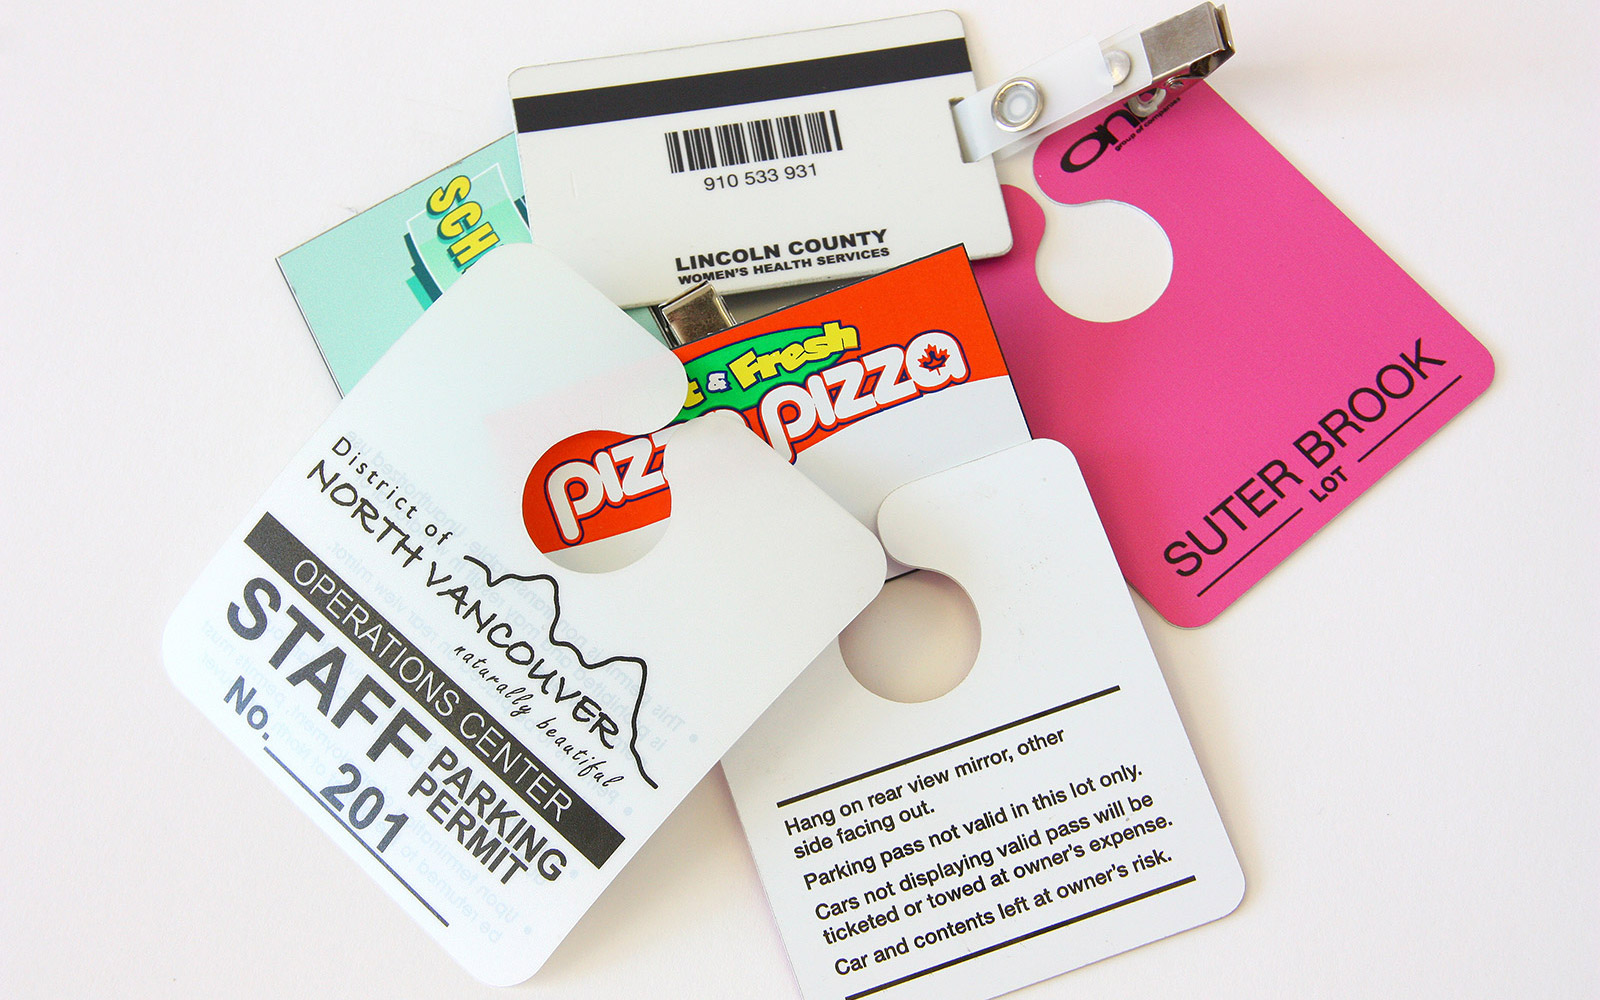 910 533 931
LINCOLN COUNTY
WOMEN'S HEALTH SERVICES
SCH
group of companies
SUTER BROOK
LOT
& Fresh
pizza
District of
NORTH VANCOUVER
naturally beautiful
OPERATIONS CENTER
STAFF PARKING PERMIT
No. 201
Hang on rear view mirror, other
side facing out.
Parking pass not valid in this lot only.
Cars not displaying valid pass will be
ticketed or towed at owner's expense.
Car and contents left at owner's risk.